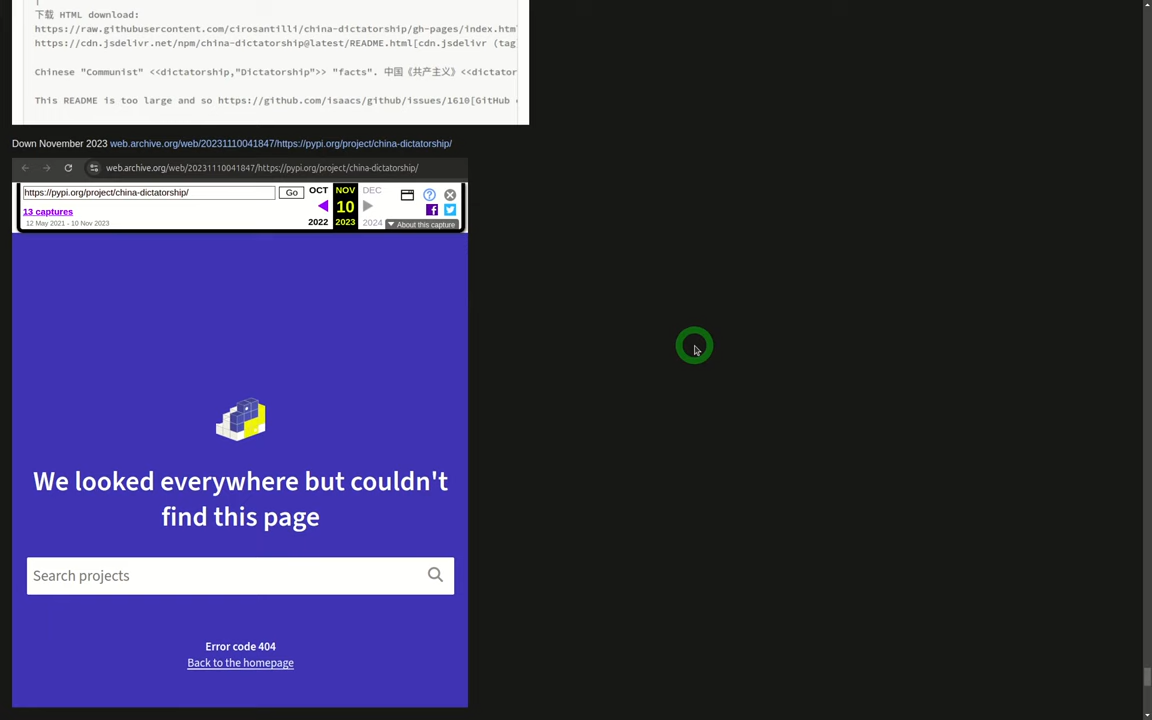 下载 HTML download:
https://raw.githubusercontent.com/cirosantilli/china-dictatorship/gh-pages/index.htm
https://cdn.jsdelivr.net/npm/china-dictatorship@latest/README.html[cdn.jsdelivr (tag
Chinese "Communist" <<dictatorship,"Dictatorship">> "facts". 中国《共产主义》<<dictator
This README is too large and so https://github.com/isaacs/github/issues/1610[GitHub
Down November 2023 web.archive.org/web/20231110041847/https://pypi.org/project/china-dictatorship/
web.archive.org/web/20231110041847/https://pypi.org/project/china-dictatorship/
https://pypi.org/project/china-dictatorship/ Go OCT NOV DEC
13 captures 10
12 May 2021 - 10 Nov 2023 2022 2023 2024 About this capture
We looked everywhere but couldn't
find this page
Search projects
Error code 404
Back to the homepage